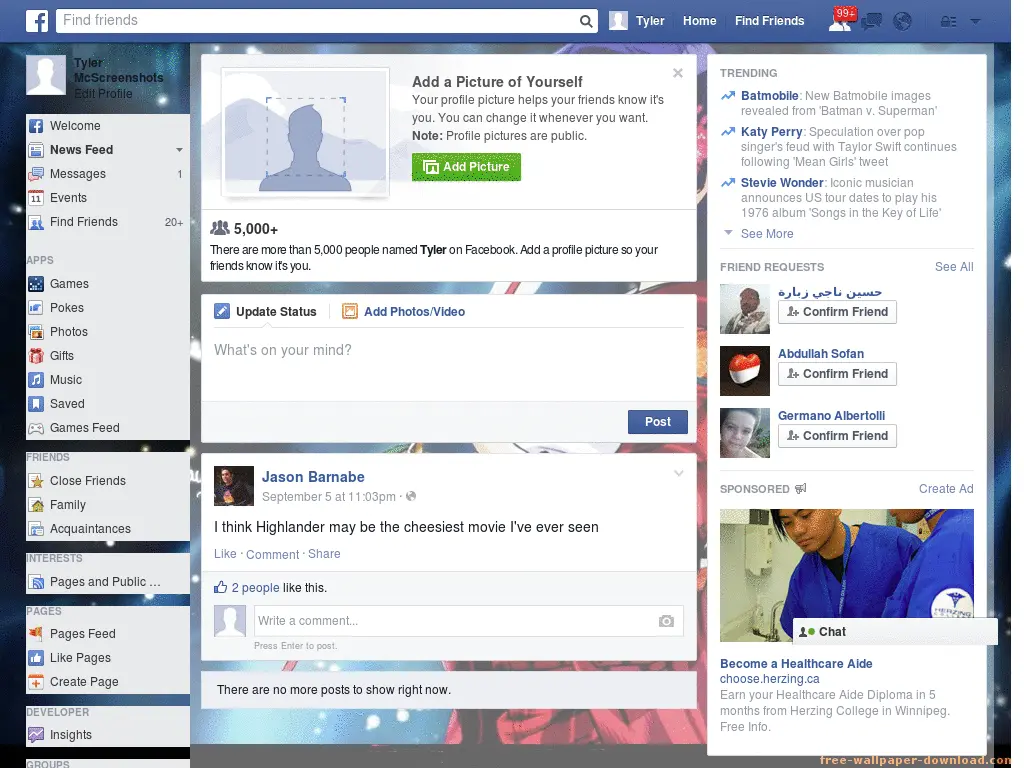 Find friends
Tyler
Home
Find Friends
99+
Tyler
McScreenshots
Edit Profile
Welcome
News Feed
Messages 1
11 Events
Find Friends 20+
APPS
Games
Pokes
Photos
Gifts
Music
Saved
Games Feed
FRIENDS
Close Friends
Family
Acquaintances
INTERESTS
Pages and Public ...
PAGES
Pages Feed
Like Pages
Create Page
DEVELOPER
Insights
GROUPS
Add a Picture of Yourself
Your profile picture helps your friends know it's
you. You can change it whenever you want.
Note: Profile pictures are public.
Add Picture
5,000+
There are more than 5,000 people named Tyler on Facebook. Add a profile picture so your
friends know it's you.
Update Status
Add Photos/Video
What's on your mind?
Post
Jason Barnabe
September 5 at 11:03pm ·
I think Highlander may be the cheesiest movie I've ever seen
Like · Comment · Share
2 people like this.
Write a comment...
Press Enter to post.
There are no more posts to show right now.
TRENDING
Batmobile: New Batmobile images
revealed from 'Batman v. Superman'
Katy Perry: Speculation over pop
singer's feud with Taylor Swift continues
following 'Mean Girls' tweet
Stevie Wonder: Iconic musician
announces US tour dates to play his
1976 album 'Songs in the Key of Life'
See More
FRIEND REQUESTS See All
حسين ناجي زبارة
Confirm Friend
Abdullah Sofan
Confirm Friend
Germano Albertolli
Confirm Friend
SPONSORED Create Ad
HERZING
Chat
Become a Healthcare Aide
choose.herzing.ca
Earn your Healthcare Aide Diploma in 5
months from Herzing College in Winnipeg.
Free Info.
free-wallpaper-download.com